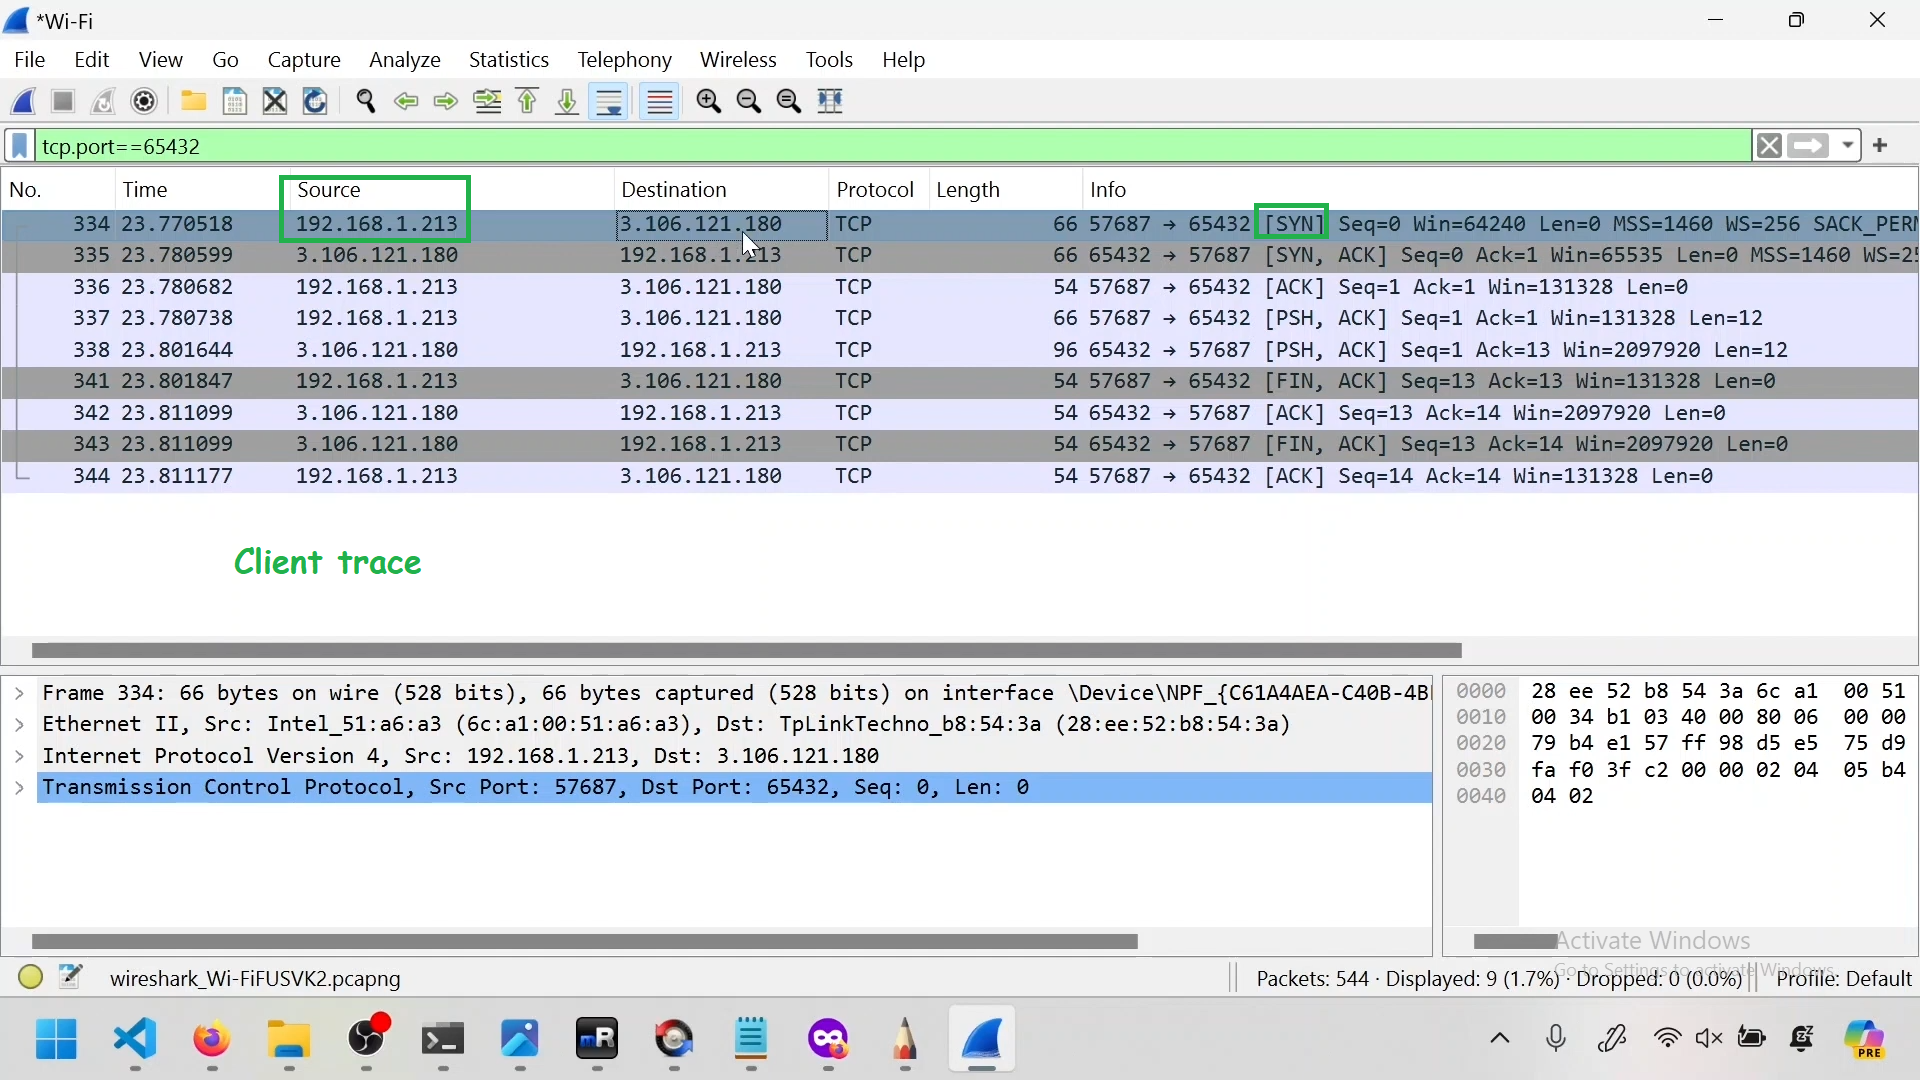 *Wi-Fi
File Edit View Go Capture Analyze Statistics Telephony Wireless Tools Help
tcp.port==65432
No. Time Source Destination Protocol Length Info
334 23.770518 192.168.1.213 3.106.121.180 TCP 66 57687 → 65432 [SYN] Seq=0 Win=64240 Len=0 MSS=1460 WS=256 SACK_PERM
335 23.780599 3.106.121.180 192.168.1.213 TCP 66 65432 → 57687 [SYN, ACK] Seq=0 Ack=1 Win=65535 Len=0 MSS=1460 WS=25
336 23.780682 192.168.1.213 3.106.121.180 TCP 54 57687 → 65432 [ACK] Seq=1 Ack=1 Win=131328 Len=0
337 23.780738 192.168.1.213 3.106.121.180 TCP 66 57687 → 65432 [PSH, ACK] Seq=1 Ack=1 Win=131328 Len=12
338 23.801644 3.106.121.180 192.168.1.213 TCP 96 65432 → 57687 [PSH, ACK] Seq=1 Ack=13 Win=2097920 Len=12
341 23.801847 192.168.1.213 3.106.121.180 TCP 54 57687 → 65432 [FIN, ACK] Seq=13 Ack=13 Win=131328 Len=0
342 23.811099 3.106.121.180 192.168.1.213 TCP 54 65432 → 57687 [ACK] Seq=13 Ack=14 Win=2097920 Len=0
343 23.811099 3.106.121.180 192.168.1.213 TCP 54 65432 → 57687 [FIN, ACK] Seq=13 Ack=14 Win=2097920 Len=0
344 23.811177 192.168.1.213 3.106.121.180 TCP 54 57687 → 65432 [ACK] Seq=14 Ack=14 Win=131328 Len=0
Client trace
Frame 334: 66 bytes on wire (528 bits), 66 bytes captured (528 bits) on interface \Device\NPF_{C61A4AEA-C40B-4B
Ethernet II, Src: Intel_51:a6:a3 (6c:a1:00:51:a6:a3), Dst: TpLinkTechno_b8:54:3a (28:ee:52:b8:54:3a)
Internet Protocol Version 4, Src: 192.168.1.213, Dst: 3.106.121.180
Transmission Control Protocol, Src Port: 57687, Dst Port: 65432, Seq: 0, Len: 0
0000 28 ee 52 b8 54 3a 6c a1 00 51
0010 00 34 b1 03 40 00 80 06 00 00
0020 79 b4 e1 57 ff 98 d5 e5 75 d9
0030 fa f0 3f c2 00 00 02 04 05 b4
0040 04 02
Activate Windows
Go to Settings to activate Windows.
wireshark_Wi-FiFUSVK2.pcapng
Packets: 544 · Displayed: 9 (1.7%) · Dropped: 0 (0.0%)
Profile: Default
mR
PRE